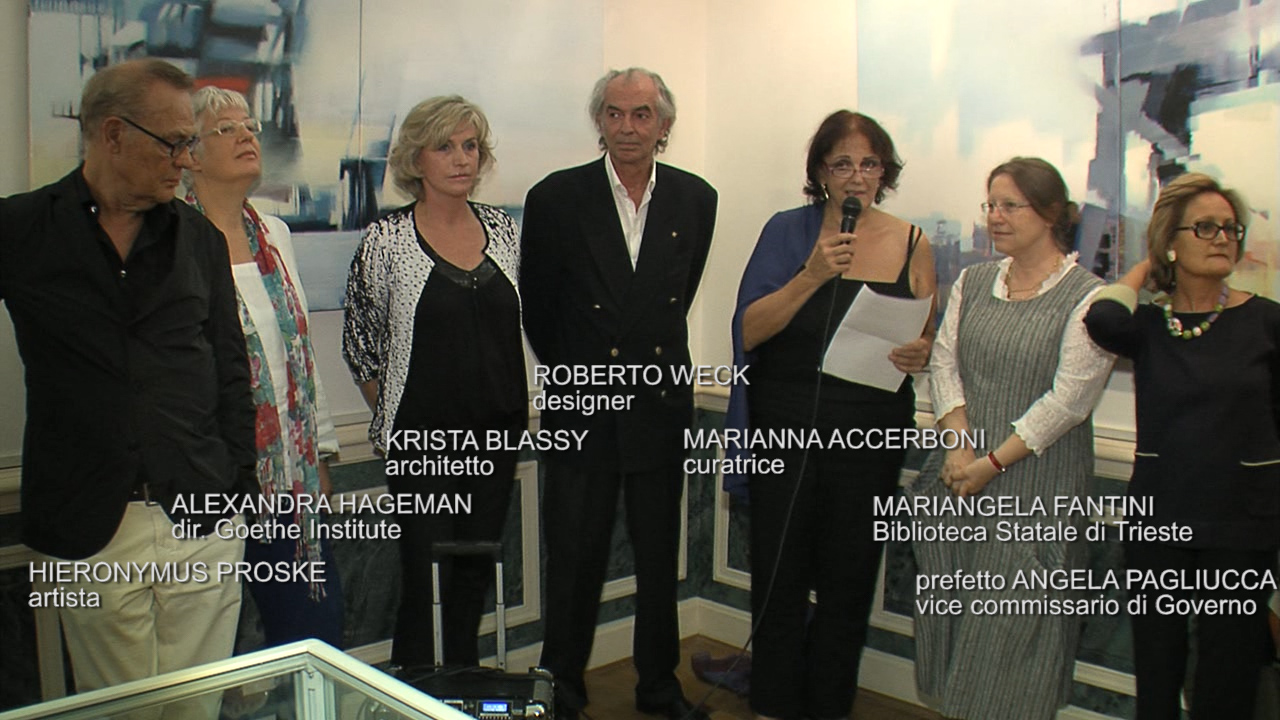 ROBERTO WECK
designer
KRISTA BLASSY
architetto
MARIANNA ACCERBONI
curatrice
ALEXANDRA HAGEMAN
dir. Goethe Institute
MARIANGELA FANTINI
Biblioteca Statale di Trieste
HIERONYMUS PROSKE
artista
prefetto ANGELA PAGLIUCCA
vice commissario di Governo